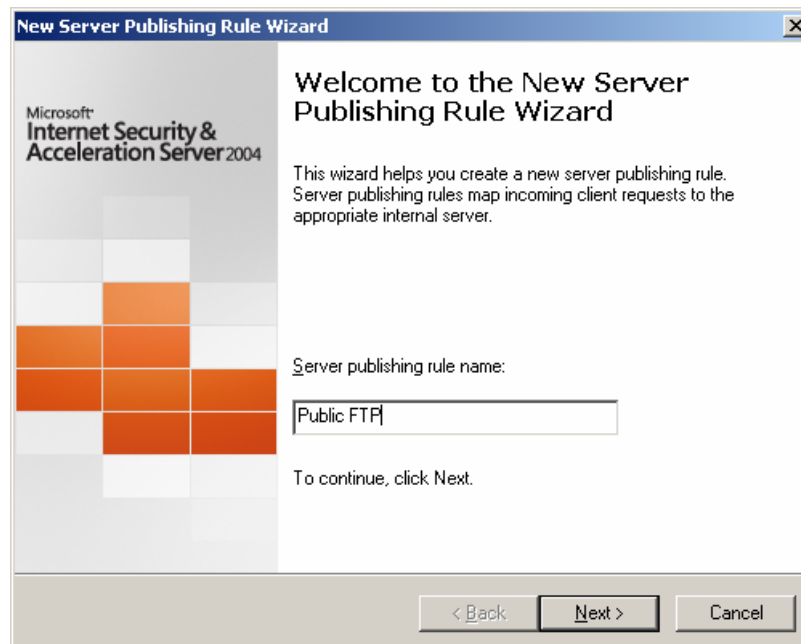 New Server Publishing Rule Wizard
Microsoft
Internet Security &
Acceleration Server 2004
Welcome to the New Server
Publishing Rule Wizard
This wizard helps you create a new server publishing rule.
Server publishing rules map incoming client requests to the
appropriate internal server.
Server publishing rule name:
Public FTP
To continue, click Next.
< Back
Next >
Cancel